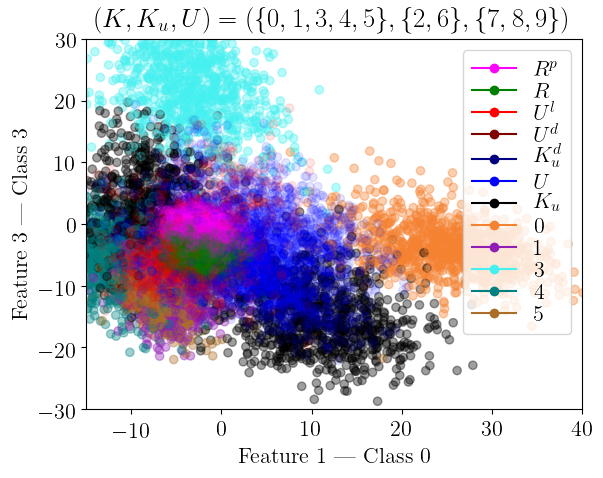 (K, K_u, U) = ({0, 1, 3, 4, 5}, {2, 6}, {7, 8, 9})
Feature 3 — Class 3
30
20
10
0
−10
−20
−30
−10
0
10
20
30
40
Feature 1 — Class 0
R^p
R
U^l
U^d
K_u^d
U
K_u
0
1
3
4
5